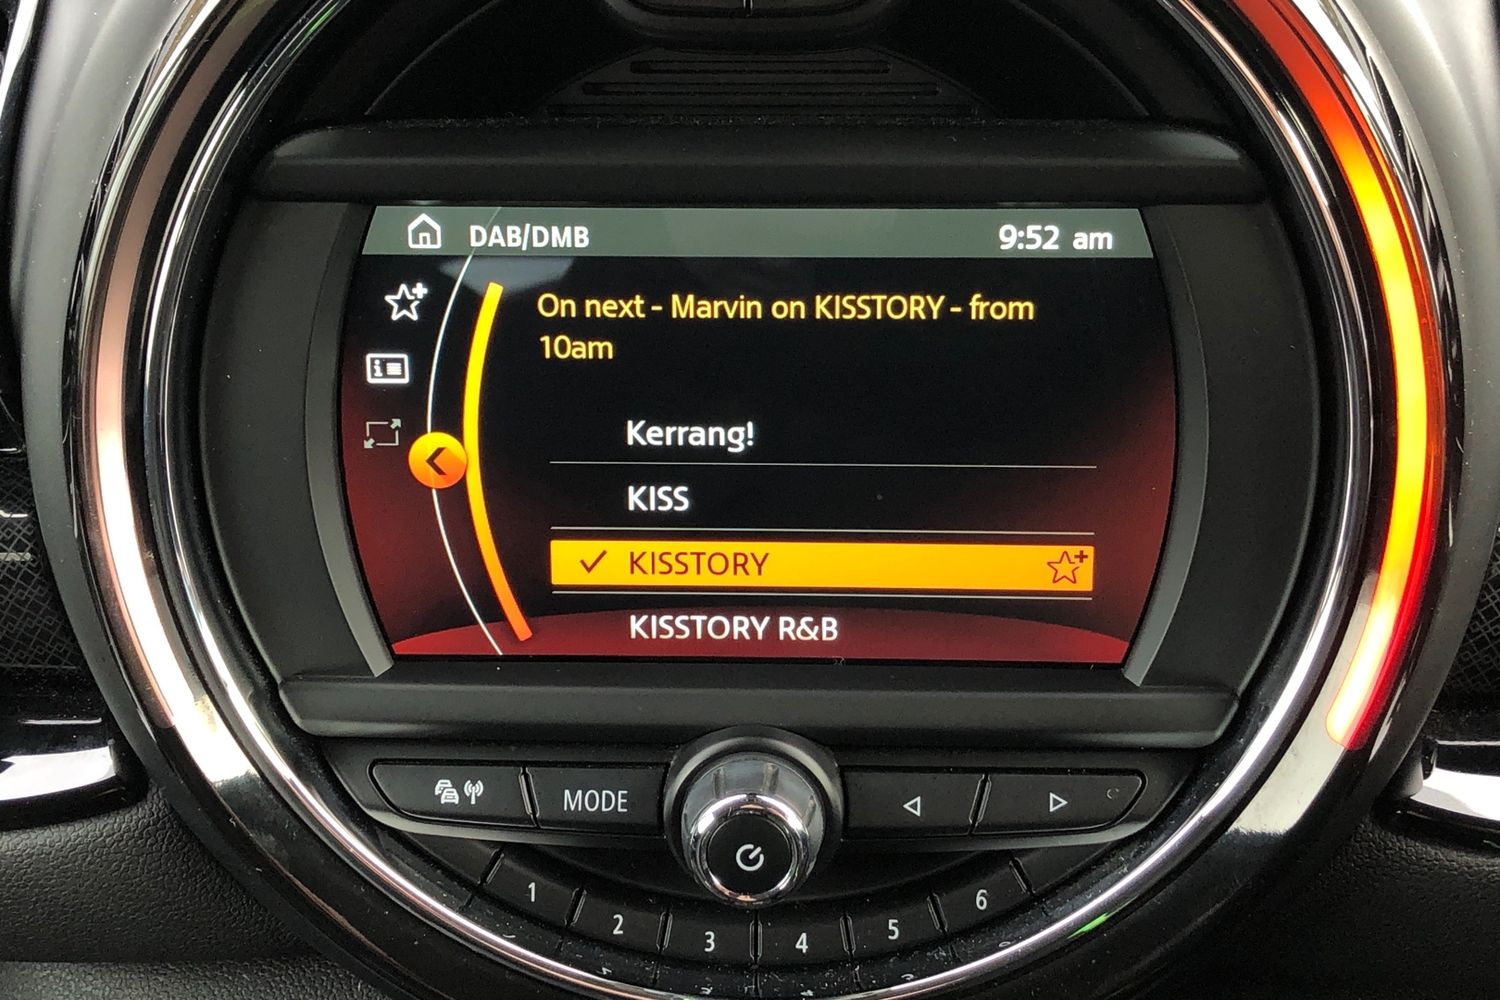 DAB/DMB 9:52 am
On next - Marvin on KISSTORY - from
10am
Kerrang!
KISS
KISSTORY
KISSTORY R&B
MODE
1 2 3 4 5 6